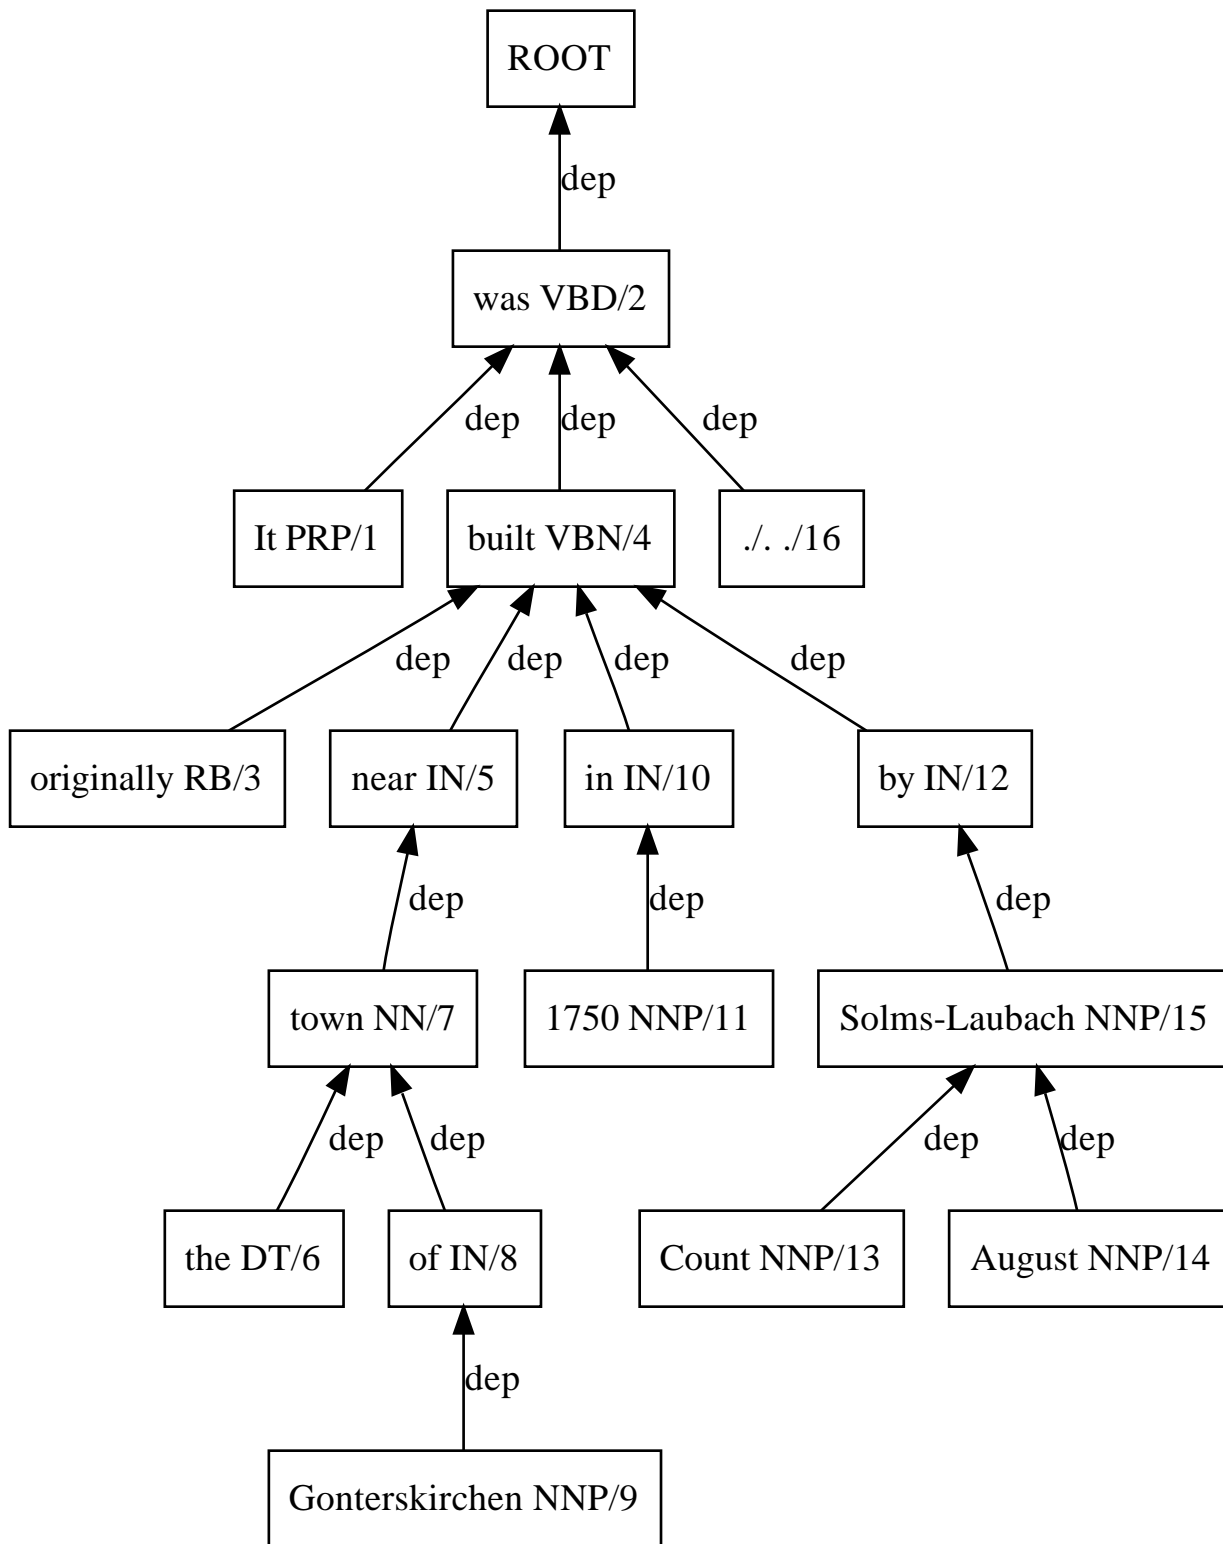 ROOT
dep
was VBD/2
dep dep dep
It PRP/1 built VBN/4 ./. ./16
dep dep dep dep
originally RB/3 near IN/5 in IN/10 by IN/12
dep dep dep
town NN/7 1750 NNP/11 Solms-Laubach NNP/15
dep dep dep dep
the DT/6 of IN/8 Count NNP/13 August NNP/14
dep
Gonterskirchen NNP/9